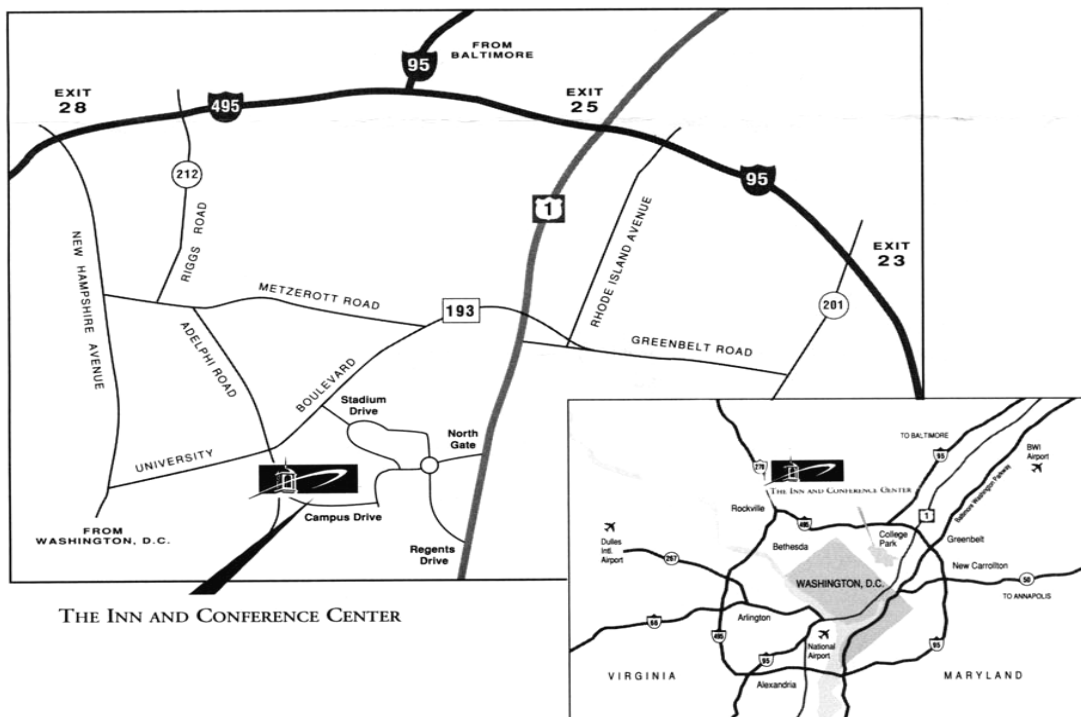 FROM
BALTIMORE
95
EXIT
28
495
EXIT
25
212
95
1
NEW HAMPSHIRE AVENUE
RIGGS ROAD
RHODE ISLAND AVENUE
EXIT
23
METZEROTT ROAD
193
201
ADELPHI ROAD
GREENBELT ROAD
UNIVERSITY BOULEVARD
Stadium
Drive
North
Gate
Campus Drive
FROM
WASHINGTON, D.C.
Regents
Drive
THE INN AND CONFERENCE CENTER
TO BALTIMORE
BWI
Airport
95
270
THE INN AND CONFERENCE CENTER
Baltimore Washington Parkway
Rockville
1
495
College
Park
Greenbelt
Dulles
Intl.
Airport
Bethesda
267
New Carrollton
WASHINGTON, D.C.
50
TO ANNAPOLIS
66
Arlington
495
National
Airport
95
95
VIRGINIA
Alexandria
MARYLAND